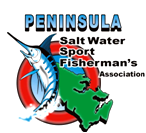 PENINSULA
Salt Water
Sport
Fisherman's
Association